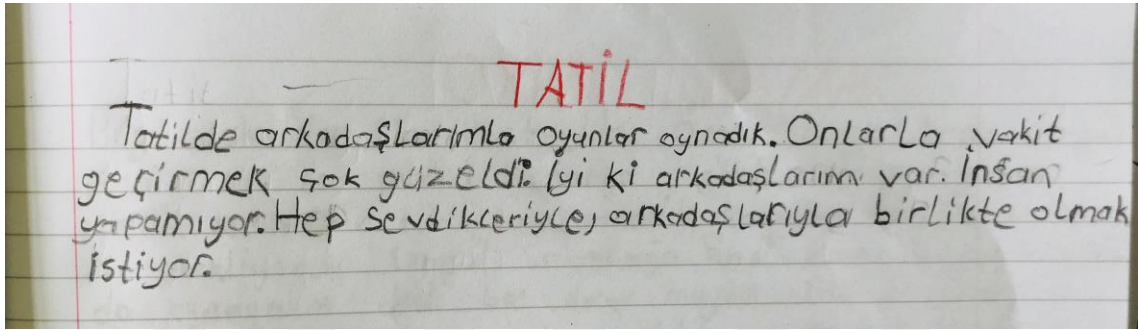 TATİL
Tatilde arkadaşlarımla oyunlar oynadık. Onlarla vakit
geçirmek çok güzeldi. İyi ki arkadaşlarım var. İnsan
yapamıyor. Hep sevdikleriyle, arkadaşlarıyla birlikte olmak
istiyor.